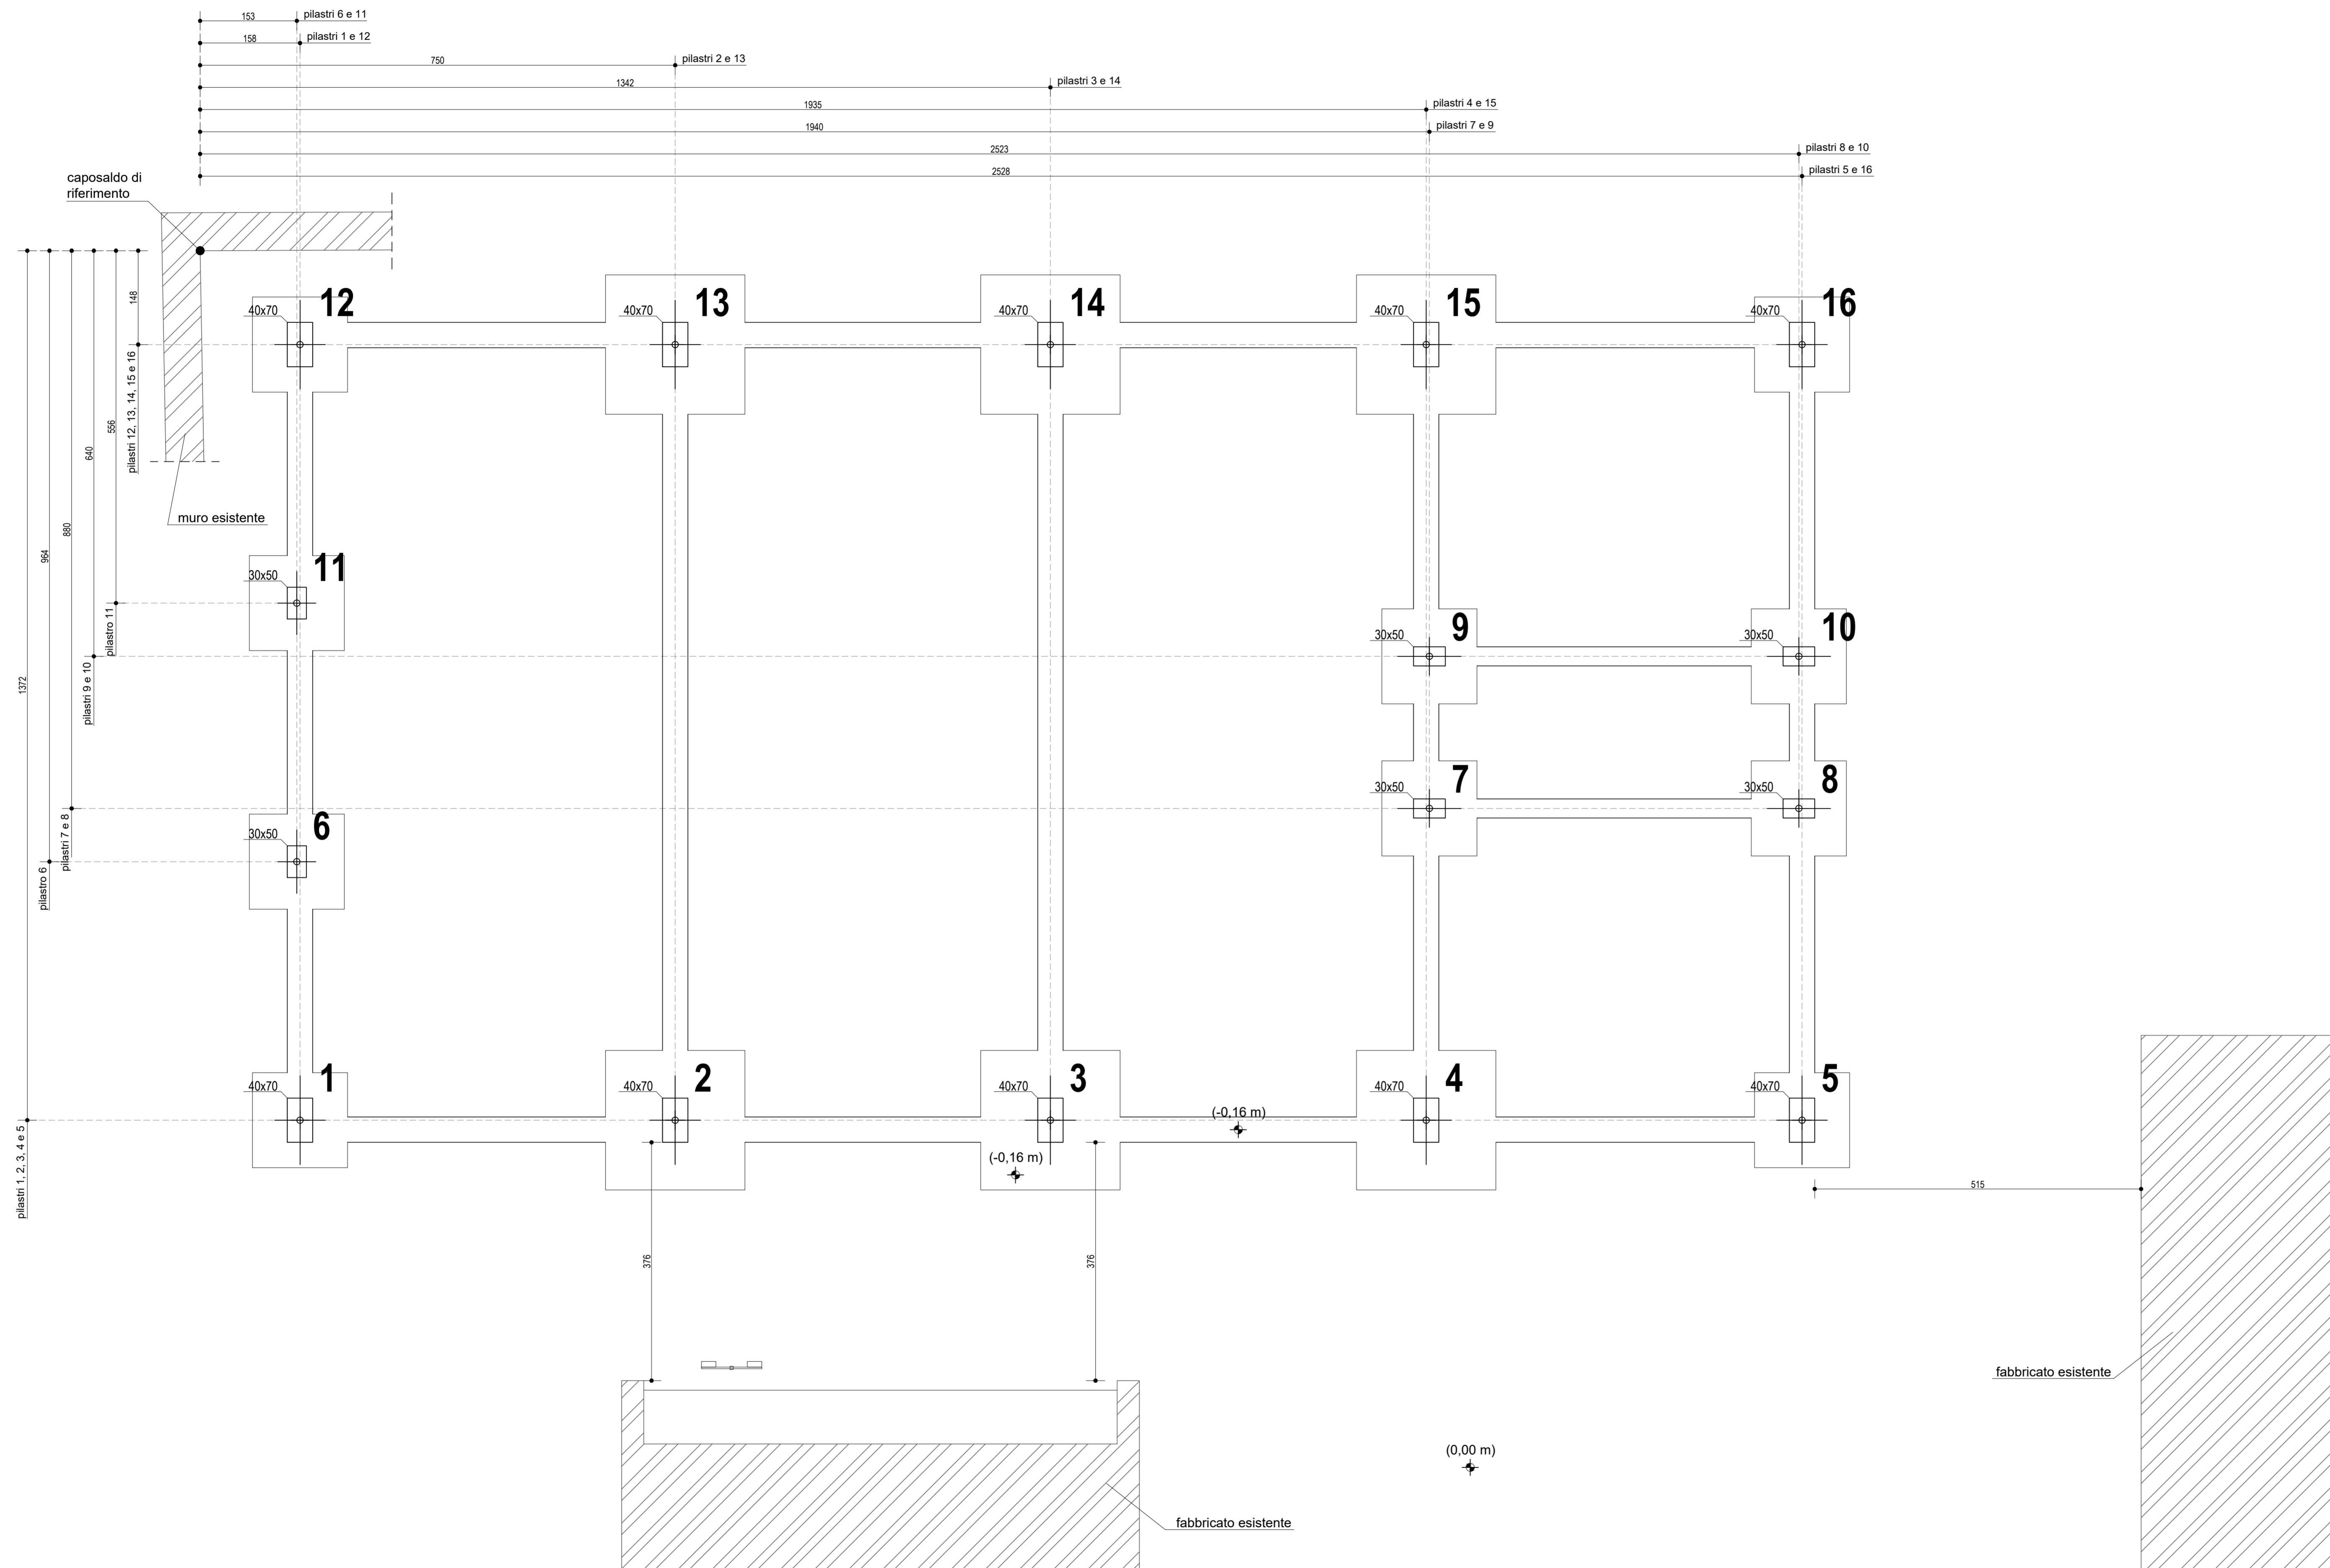 153
pilastri 6 e 11
158
pilastri 1 e 12
750
pilastri 2 e 13
1342
pilastri 3 e 14
1935
pilastri 4 e 15
1940
pilastri 7 e 9
2523
pilastri 8 e 10
2528
pilastri 5 e 16
caposaldo di
riferimento
148
pilastri 12, 13, 14, 15 e 16
556
pilastro 11
640
pilastri 9 e 10
880
pilastri 7 e 8
964
pilastro 6
1372
pilastri 1, 2, 3, 4 e 5
muro esistente
40x70
12
40x70
13
40x70
14
40x70
15
40x70
16
30x50
11
30x50
9
30x50
10
30x50
7
30x50
8
30x50
6
40x70
1
40x70
2
40x70
3
40x70
4
40x70
5
(-0,16 m)
(-0,16 m)
515
376
376
fabbricato esistente
(0,00 m)
fabbricato esistente